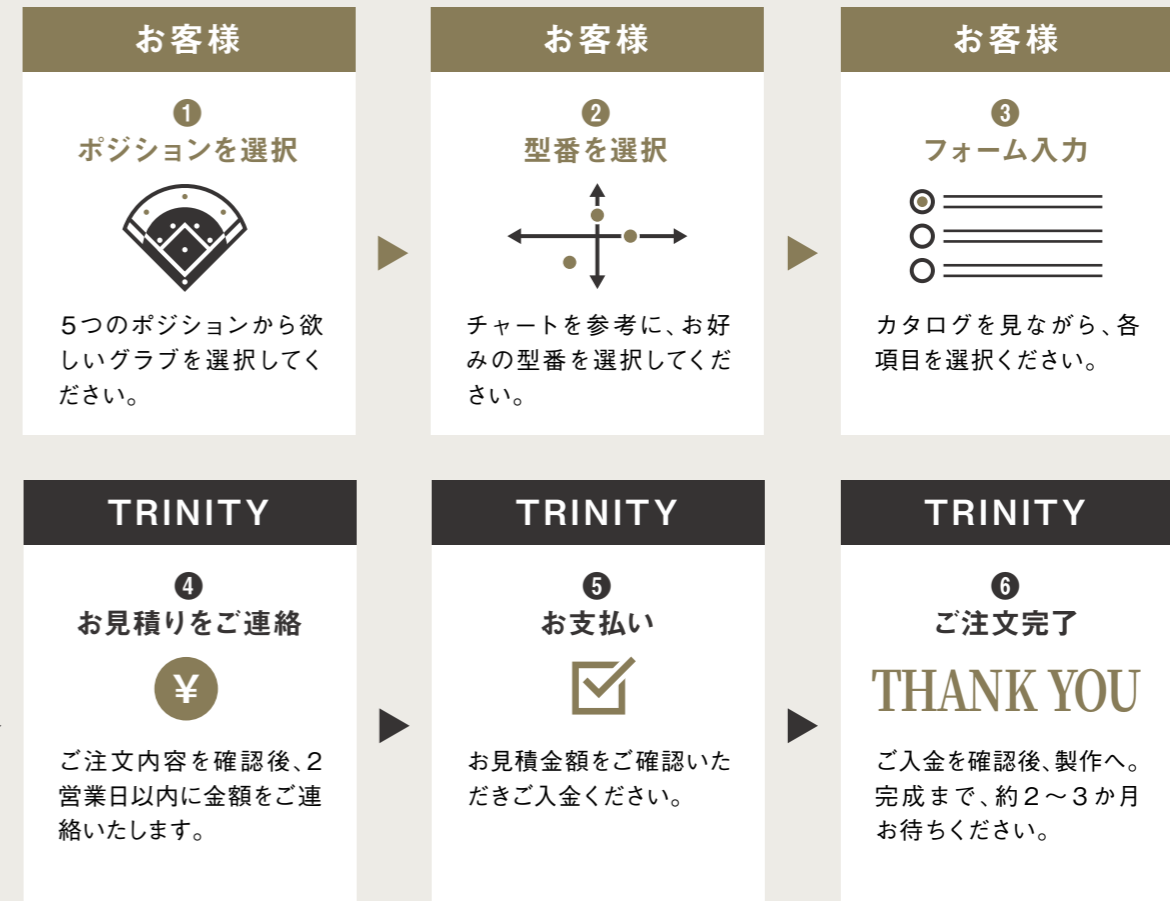 お客様
❶
ポジションを選択
5つのポジションから欲
しいグラブを選択してく
ださい。
お客様
❷
型番を選択
チャートを参考に、お好
みの型番を選択してくだ
さい。
お客様
❸
フォーム入力
カタログを見ながら、各
項目を選択ください。
TRINITY
❹
お見積りをご連絡
¥
ご注文内容を確認後、2
営業日以内に金額をご連
絡いたします。
TRINITY
❺
お支払い
お見積金額をご確認いた
だきご入金ください。
TRINITY
❻
ご注文完了
THANK YOU
ご入金を確認後、製作へ。
完成まで、約2〜3か月
お待ちください。